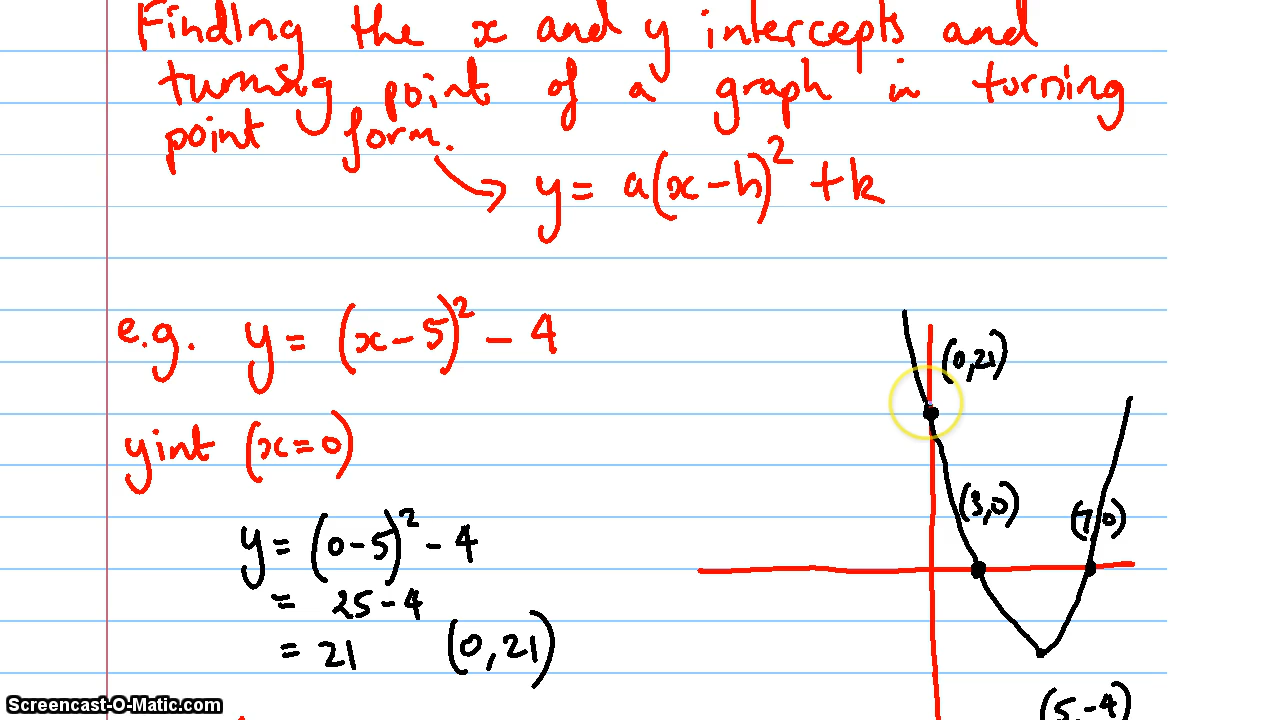 Finding the x and y intercepts and
turning point of a graph in turning
point form.
y = a(x-h)² + k
e.g. y = (x-5)² - 4
(0,21)
y int (x=0)
(3,0) (7,0)
y = (0-5)² - 4
= 25-4
= 21 (0,21)
(5,-4)
Screencast-O-Matic.com